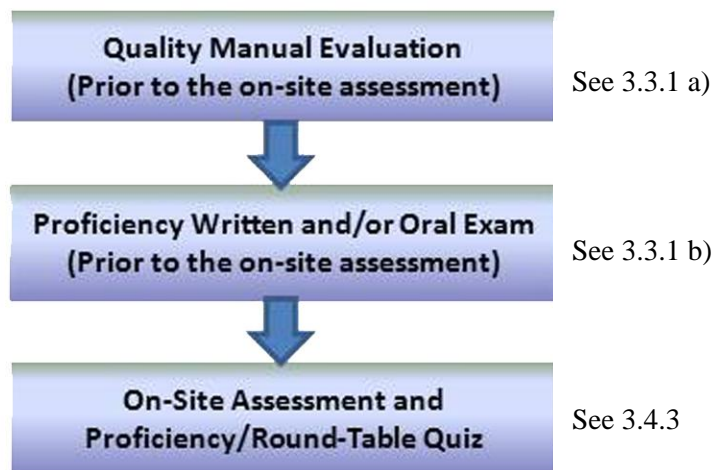 Quality Manual Evaluation
(Prior to the on-site assessment)
See 3.3.1 a)
Proficiency Written and/or Oral Exam
(Prior to the on-site assessment)
See 3.3.1 b)
On-Site Assessment and
Proficiency/Round-Table Quiz
See 3.4.3